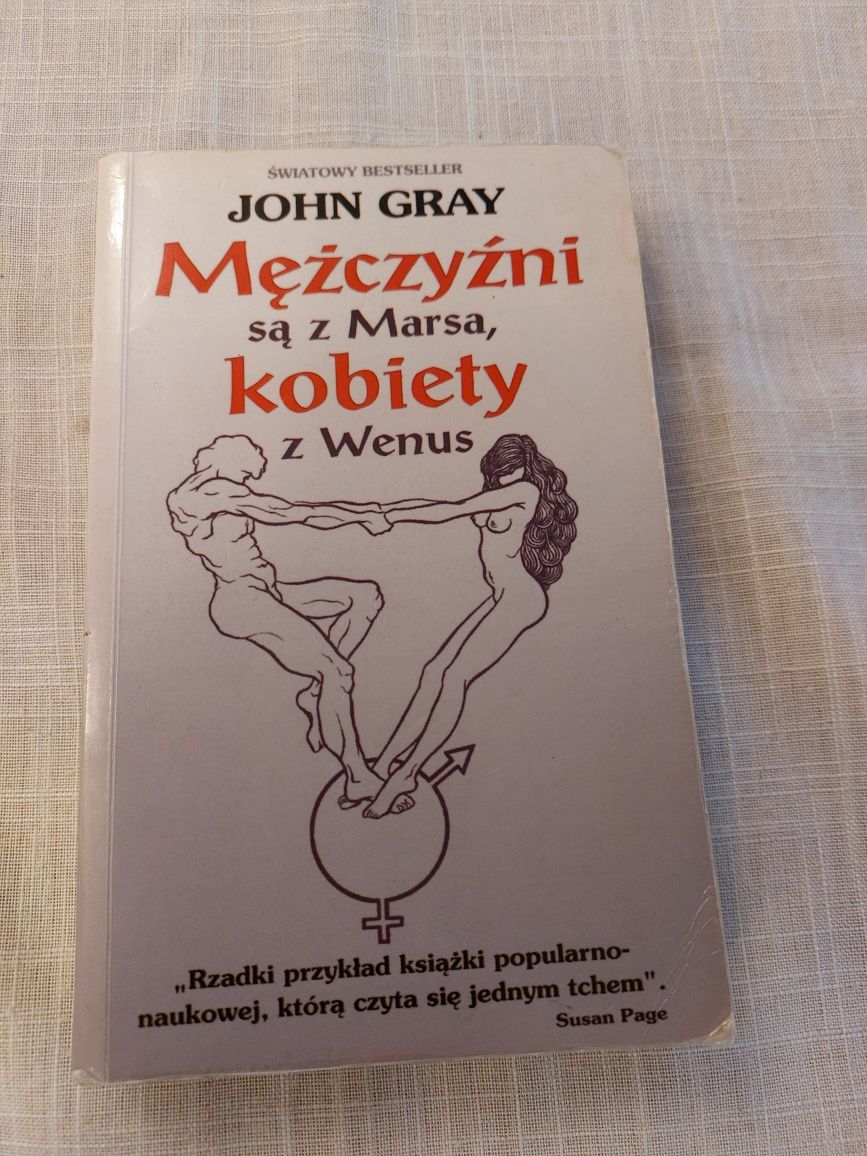 ŚWIATOWY BESTSELLER
JOHN GRAY
Mężczyźni
są z Marsa,
kobiety
z Wenus
„Rzadki przykład książki popularno-
naukowej, którą czyta się jednym tchem".
Susan Page